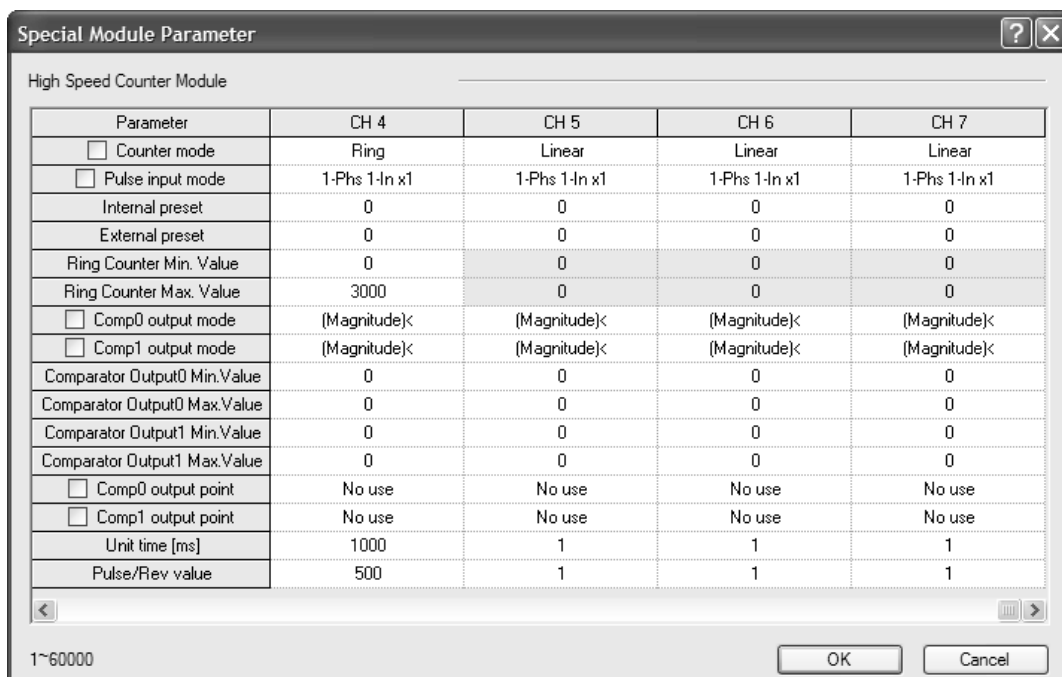 Special Module Parameter
High Speed Counter Module
Parameter CH 4 CH 5 CH 6 CH 7
Counter mode Ring Linear Linear Linear
Pulse input mode 1-Phs 1-In x1 1-Phs 1-In x1 1-Phs 1-In x1 1-Phs 1-In x1
Internal preset 0 0 0 0
External preset 0 0 0 0
Ring Counter Min. Value 0 0 0 0
Ring Counter Max. Value 3000 0 0 0
Comp0 output mode (Magnitude)< (Magnitude)< (Magnitude)< (Magnitude)<
Comp1 output mode (Magnitude)< (Magnitude)< (Magnitude)< (Magnitude)<
Comparator Output0 Min.Value 0 0 0 0
Comparator Output0 Max.Value 0 0 0 0
Comparator Output1 Min.Value 0 0 0 0
Comparator Output1 Max.Value 0 0 0 0
Comp0 output point No use No use No use No use
Comp1 output point No use No use No use No use
Unit time [ms] 1000 1 1 1
Pulse/Rev value 500 1 1 1
1~60000 OK Cancel